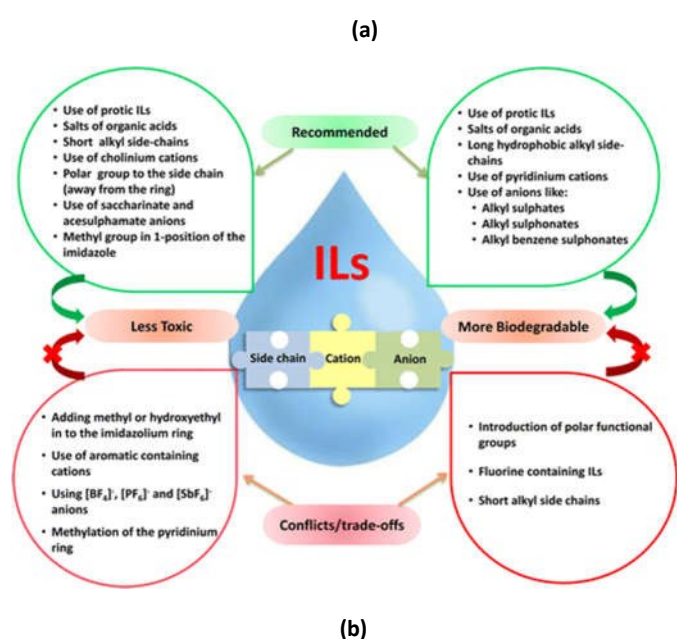 (a)
• Use of protic ILs
• Salts of organic acids
• Short alkyl side-chains
• Use of cholinium cations
• Polar group to the side chain
(away from the ring)
• Use of saccharinate and
acesulphamate anions
• Methyl group in 1-position of the
imidazole
Recommended
• Use of protic ILs
• Salts of organic acids
• Long hydrophobic alkyl side-
chains
• Use of pyridinium cations
• Use of anions like:
• Alkyl sulphates
• Alkyl sulphonates
• Alkyl benzene sulphonates
ILs
Less Toxic
More Biodegradable
Side chain
Cation
Anion
• Adding methyl or hydroxyethyl
in to the imidazolium ring
• Use of aromatic containing
cations
• Using [BF₄]⁻, [PF₆]⁻ and [SbF₆]⁻
anions
• Methylation of the pyridinium
ring
Conflicts/trade-offs
• Introduction of polar functional
groups
• Fluorine containing ILs
• Short alkyl side chains
(b)